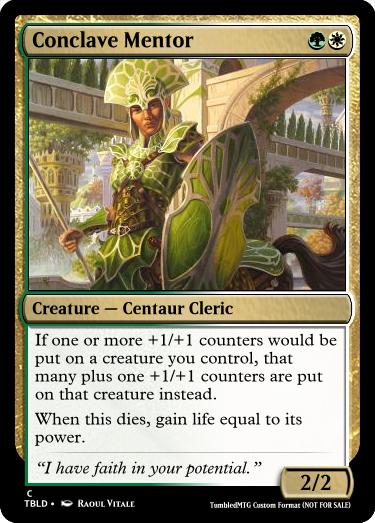 Conclave Mentor
Creature — Centaur Cleric
If one or more +1/+1 counters would be
put on a creature you control, that
many plus one +1/+1 counters are put
on that creature instead.
When this dies, gain life equal to its
power.
"I have faith in your potential."
2/2
C
TBLD • Raoul Vitale
TumbledMTG Custom Format (NOT FOR SALE)